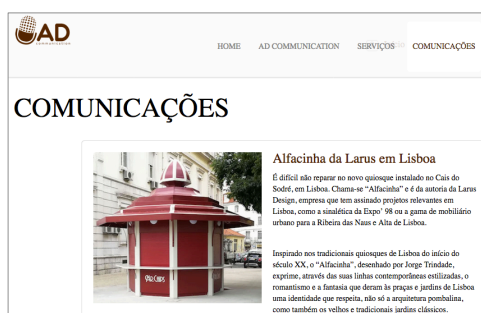 AD
communication
HOME
AD COMMUNICATION
SERVIÇOS
COMUNICAÇÕES
COMUNICAÇÕES
Alfacinha da Larus em Lisboa
É difícil não reparar no novo quiosque instalado no Cais do
Sodré, em Lisboa. Chama-se “Alfacinha” e é da autoria da Larus
Design, empresa que tem assinado projetos relevantes em
Lisboa, como a sinalética da Expo’ 98 ou a gama de mobiliário
urbano para a Ribeira das Naus e Alta de Lisboa.
Inspirado nos tradicionais quiosques de Lisboa do início do
século XX, o “Alfacinha”, desenhado por Jorge Trindade,
exprime, através das suas linhas contemporâneas estilizadas, o
romantismo e a fantasia que deram às praças e jardins de Lisboa
uma identidade que respeita, não só a arquitetura pombalina,
como também os velhos e tradicionais jardins clássicos.